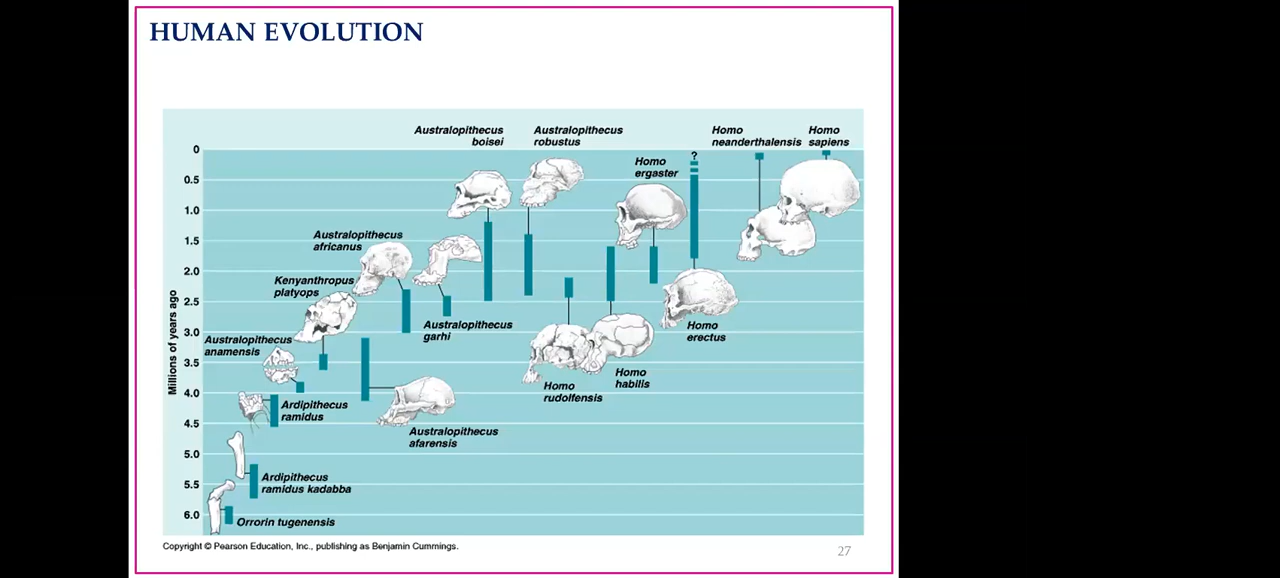 HUMAN EVOLUTION
Australopithecus
boisei
Australopithecus
robustus
Homo
neanderthalensis
Homo
sapiens
0
?
Homo
ergaster
0.5
1.0
Australopithecus
africanus
1.5
2.0
Kenyanthropus
platyops
2.5
Millions of years ago
Australopithecus
garhi
Homo
erectus
3.0
Australopithecus
anamensis
3.5
Homo
habilis
Homo
rudolfensis
4.0
Ardipithecus
ramidus
4.5
Australopithecus
afarensis
5.0
Ardipithecus
ramidus kadabba
5.5
6.0
Orrorin tugenensis
Copyright © Pearson Education, Inc., publishing as Benjamin Cummings.
27